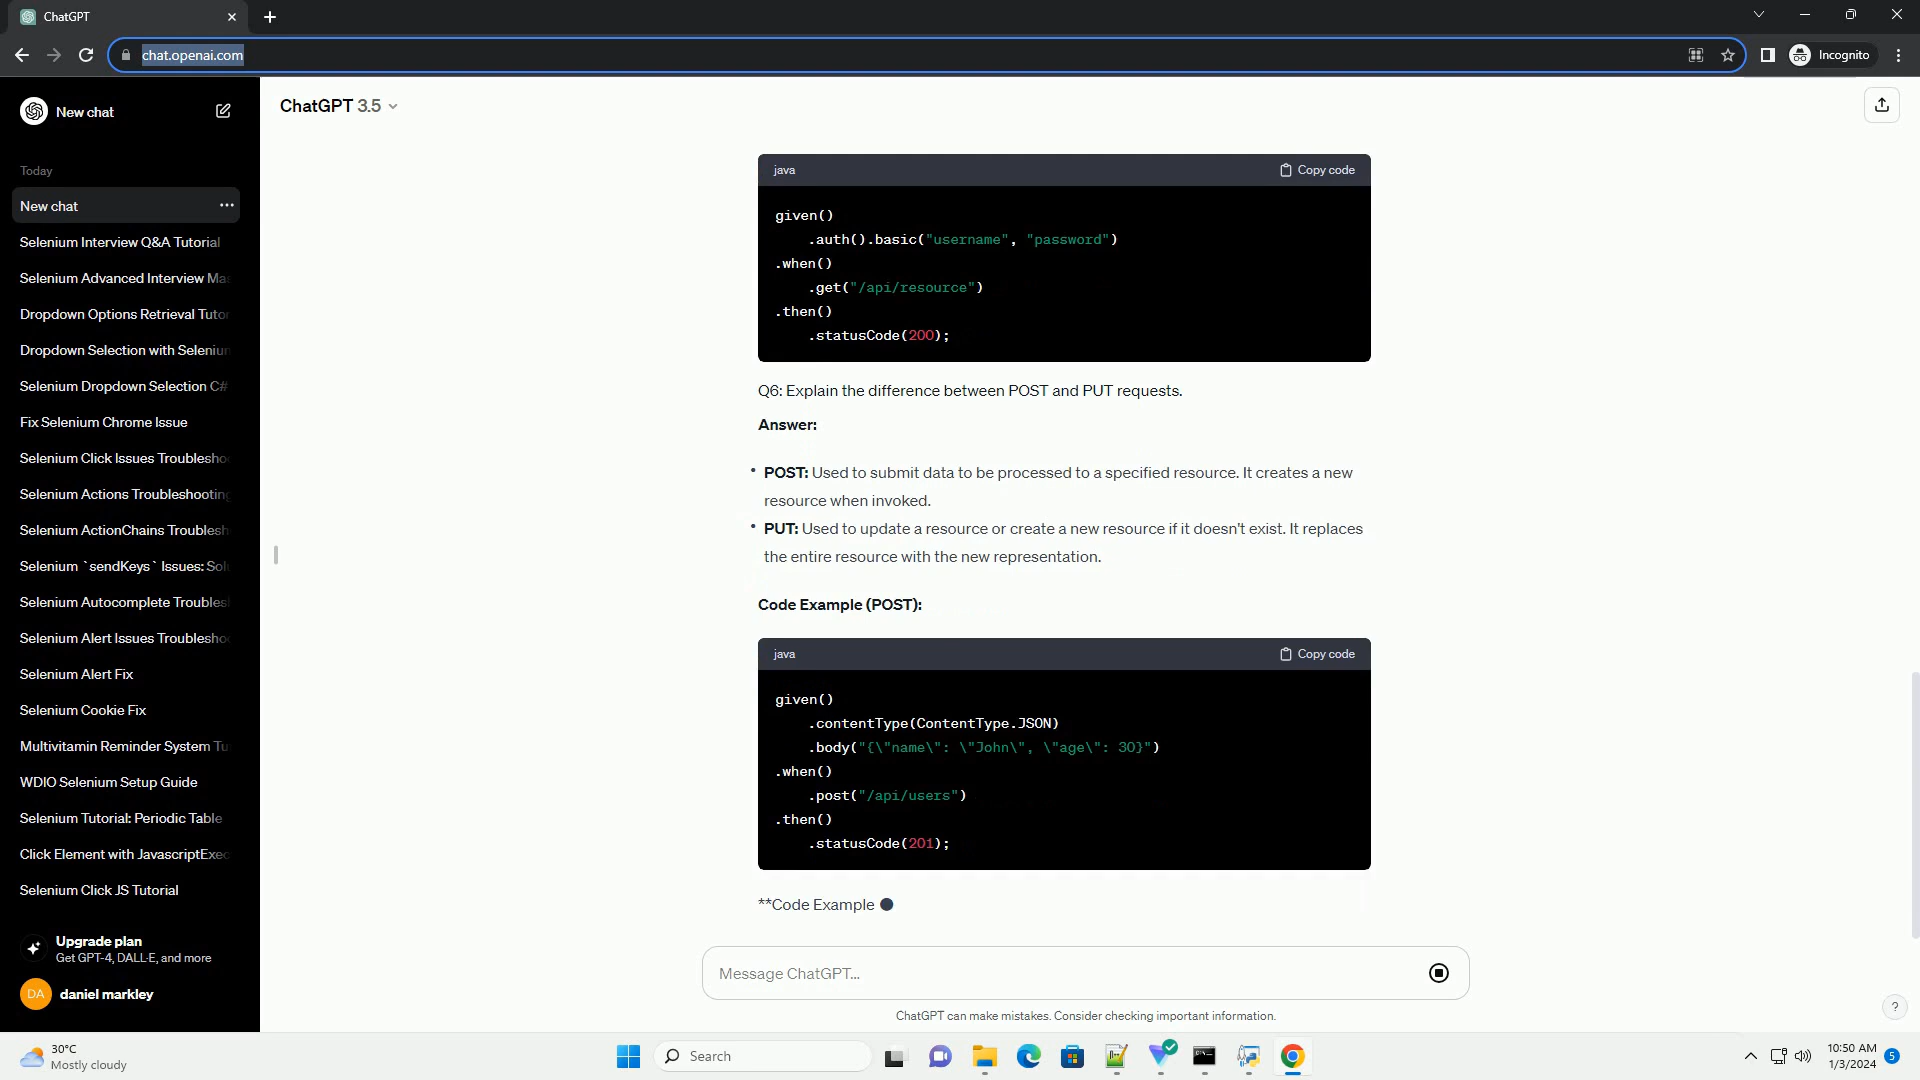 ChatGPT
chat.openai.com
Incognito
New chat
Today
New chat
Selenium Interview Q&A Tutorial
Selenium Advanced Interview Ma
Dropdown Options Retrieval Tutor
Dropdown Selection with Selenium
Selenium Dropdown Selection C#
Fix Selenium Chrome Issue
Selenium Click Issues Troublesho
Selenium Actions Troubleshooting
Selenium ActionChains Troublesh
Selenium `sendKeys` Issues: Sol
Selenium Autocomplete Troubles
Selenium Alert Issues Troublesho
Selenium Alert Fix
Selenium Cookie Fix
Multivitamin Reminder System Tu
WDIO Selenium Setup Guide
Selenium Tutorial: Periodic Table
Click Element with JavascriptExec
Selenium Click JS Tutorial
Upgrade plan
Get GPT-4, DALL·E, and more
DA daniel markley
ChatGPT 3.5
java Copy code
given()
.auth().basic("username", "password")
.when()
.get("/api/resource")
.then()
.statusCode(200);
Q6: Explain the difference between POST and PUT requests.
Answer:
• POST: Used to submit data to be processed to a specified resource. It creates a new
resource when invoked.
• PUT: Used to update a resource or create a new resource if it doesn't exist. It replaces
the entire resource with the new representation.
Code Example (POST):
java Copy code
given()
.contentType(ContentType.JSON)
.body("{\"name\": \"John\", \"age\": 30}")
.when()
.post("/api/users")
.then()
.statusCode(201);
**Code Example
Message ChatGPT...
ChatGPT can make mistakes. Consider checking important information.
?
30°C
Mostly cloudy
Search
10:50 AM
1/3/2024
5